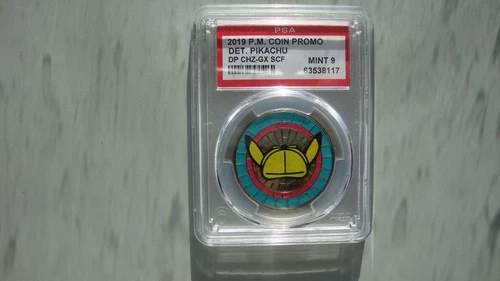 PSA
2019 P.M. COIN PROMO
DET. PIKACHU
DP CHZ-GX SCF MINT 9
63538117